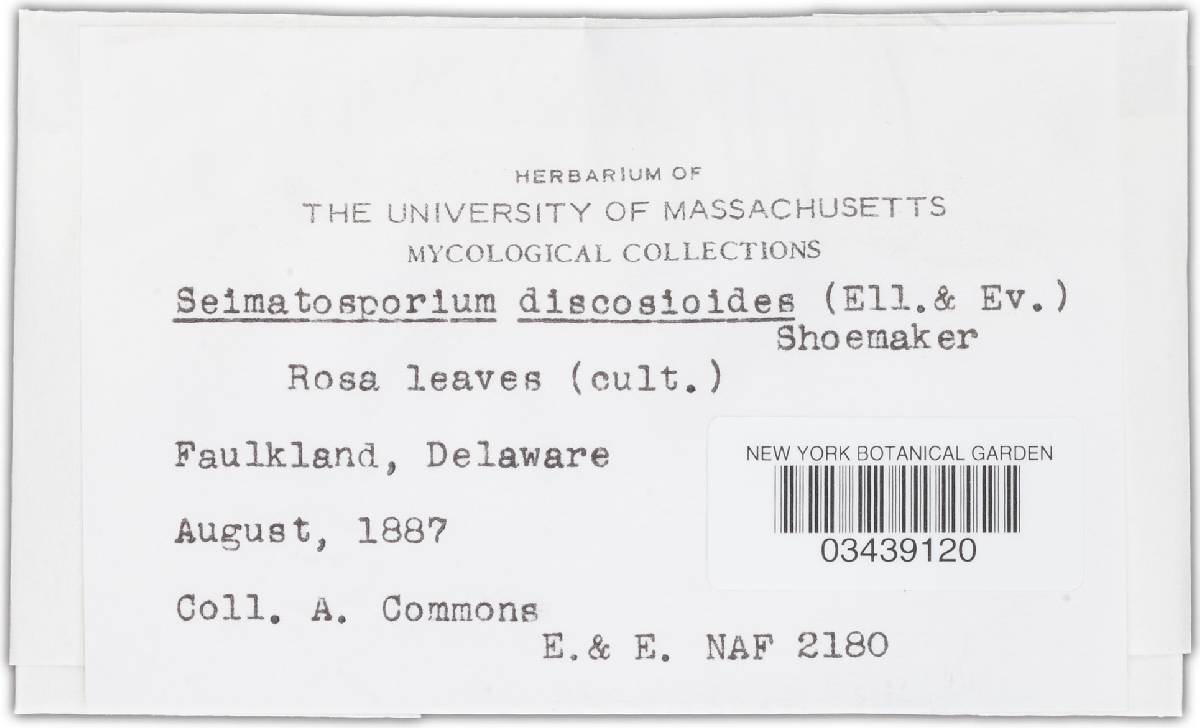 HERBARIUM OF
THE UNIVERSITY OF MASSACHUSETTS
MYCOLOGICAL COLLECTIONS
Seimatosporium discosioides (Ell.& Ev.)
Shoemaker
Rosa leaves (cult.)
Faulkland, Delaware
August, 1887
Coll. A. Commons
E.& E. NAF 2180
NEW YORK BOTANICAL GARDEN
03439120